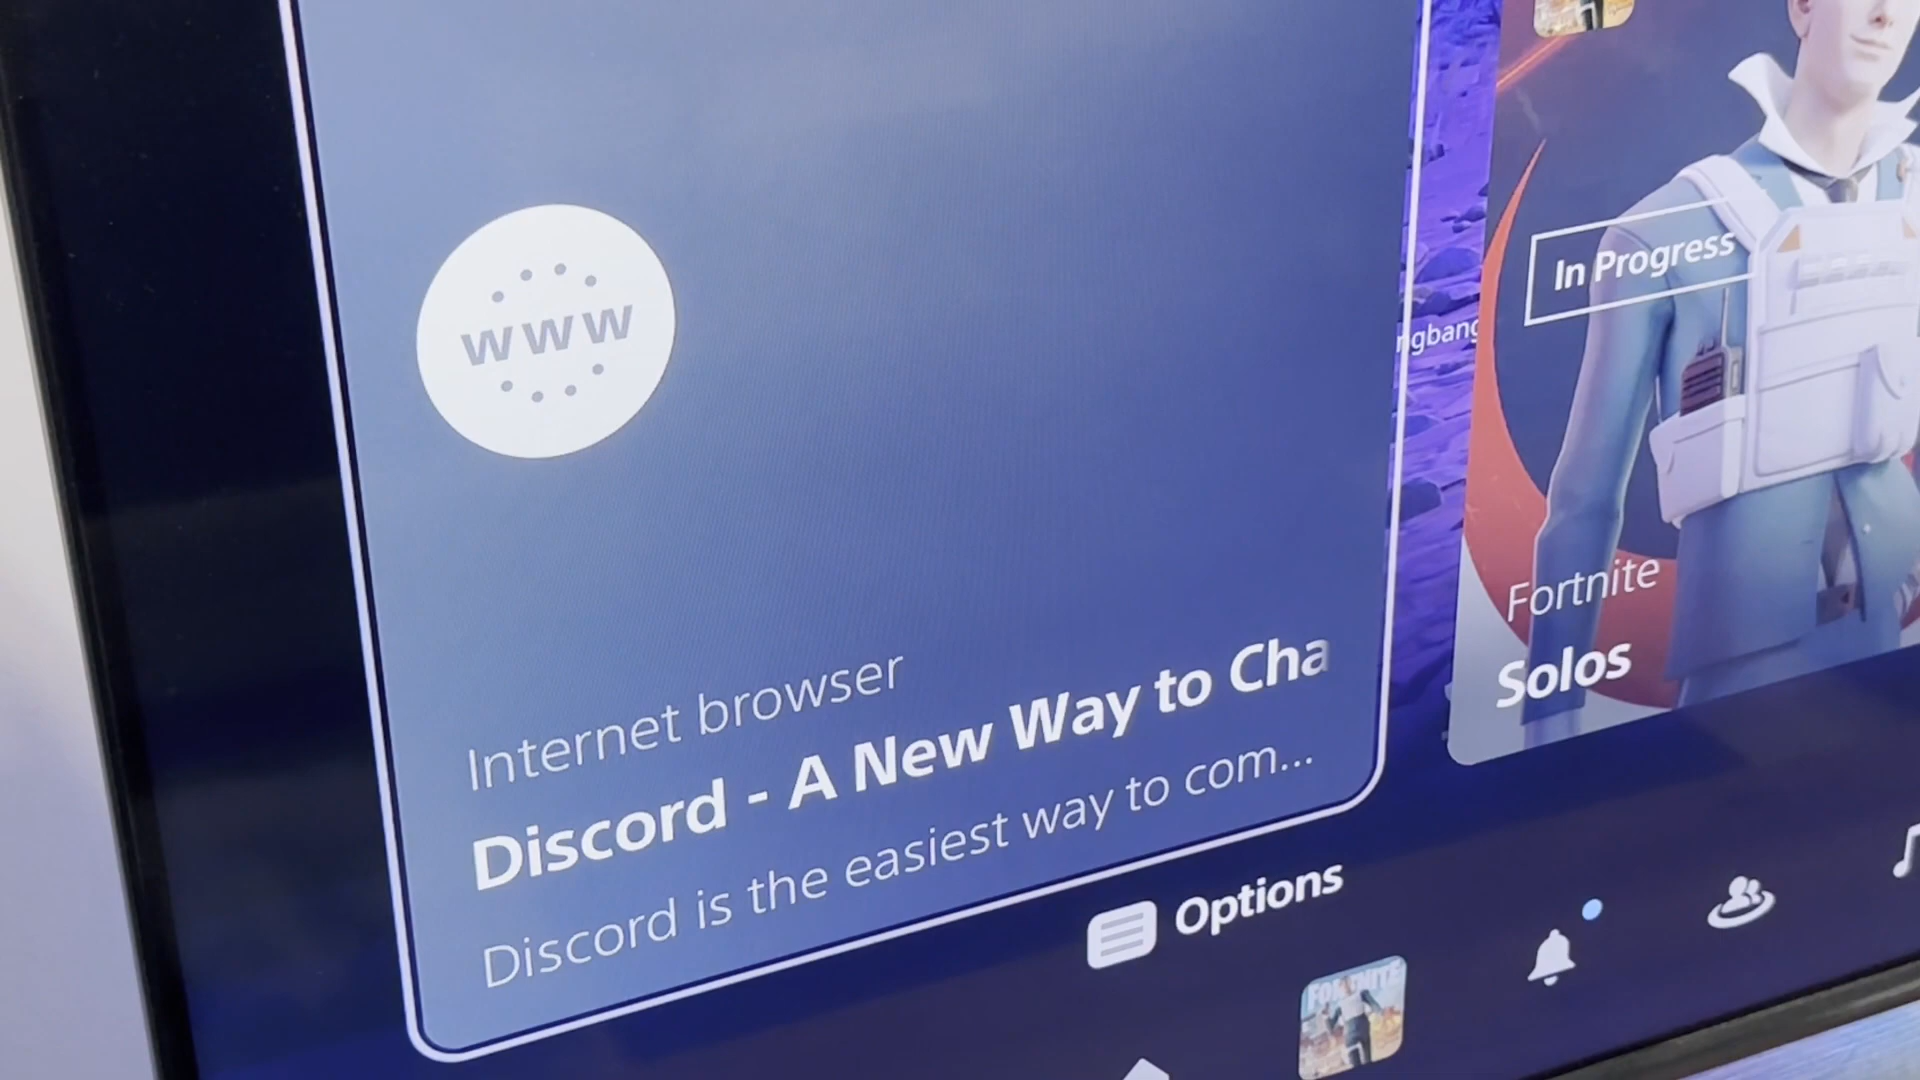 www
Internet browser
Discord - A New Way to Cha
Discord is the easiest way to com...
Options
In Progress
Fortnite
Solos
FORTNITE